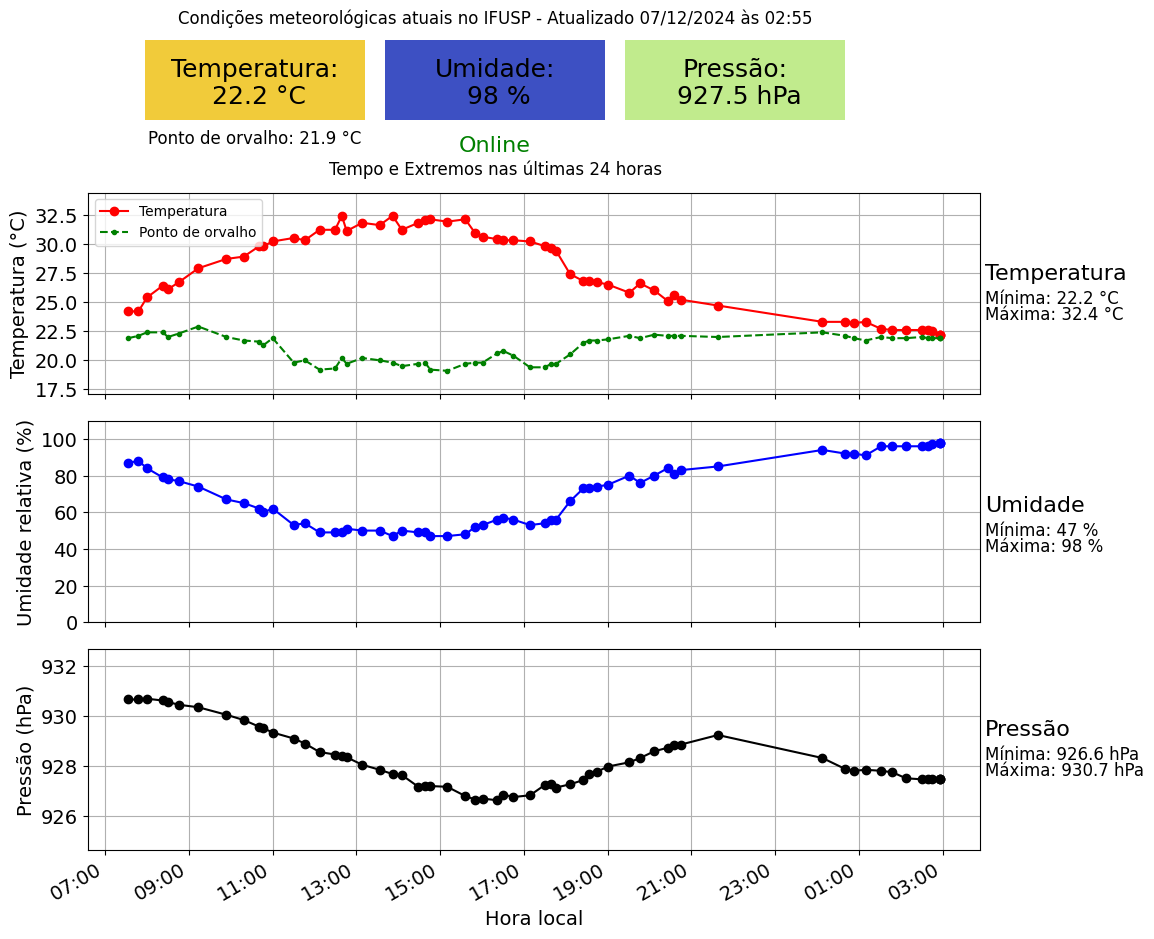 Condições meteorológicas atuais no IFUSP - Atualizado 07/12/2024 às 02:55
Temperatura:
22.2 °C
Umidade:
98 %
Pressão:
927.5 hPa
Ponto de orvalho: 21.9 °C
Online
Tempo e Extremos nas últimas 24 horas
Temperatura (°C)
32.5
30.0
27.5
25.0
22.5
20.0
17.5
Temperatura
Ponto de orvalho
Temperatura
Mínima: 22.2 °C
Máxima: 32.4 °C
Umidade relativa (%)
100
80
60
40
20
0
Umidade
Mínima: 47 %
Máxima: 98 %
Pressão (hPa)
932
930
928
926
Pressão
Mínima: 926.6 hPa
Máxima: 930.7 hPa
07:00
09:00
11:00
13:00
15:00
17:00
19:00
21:00
23:00
01:00
03:00
Hora local